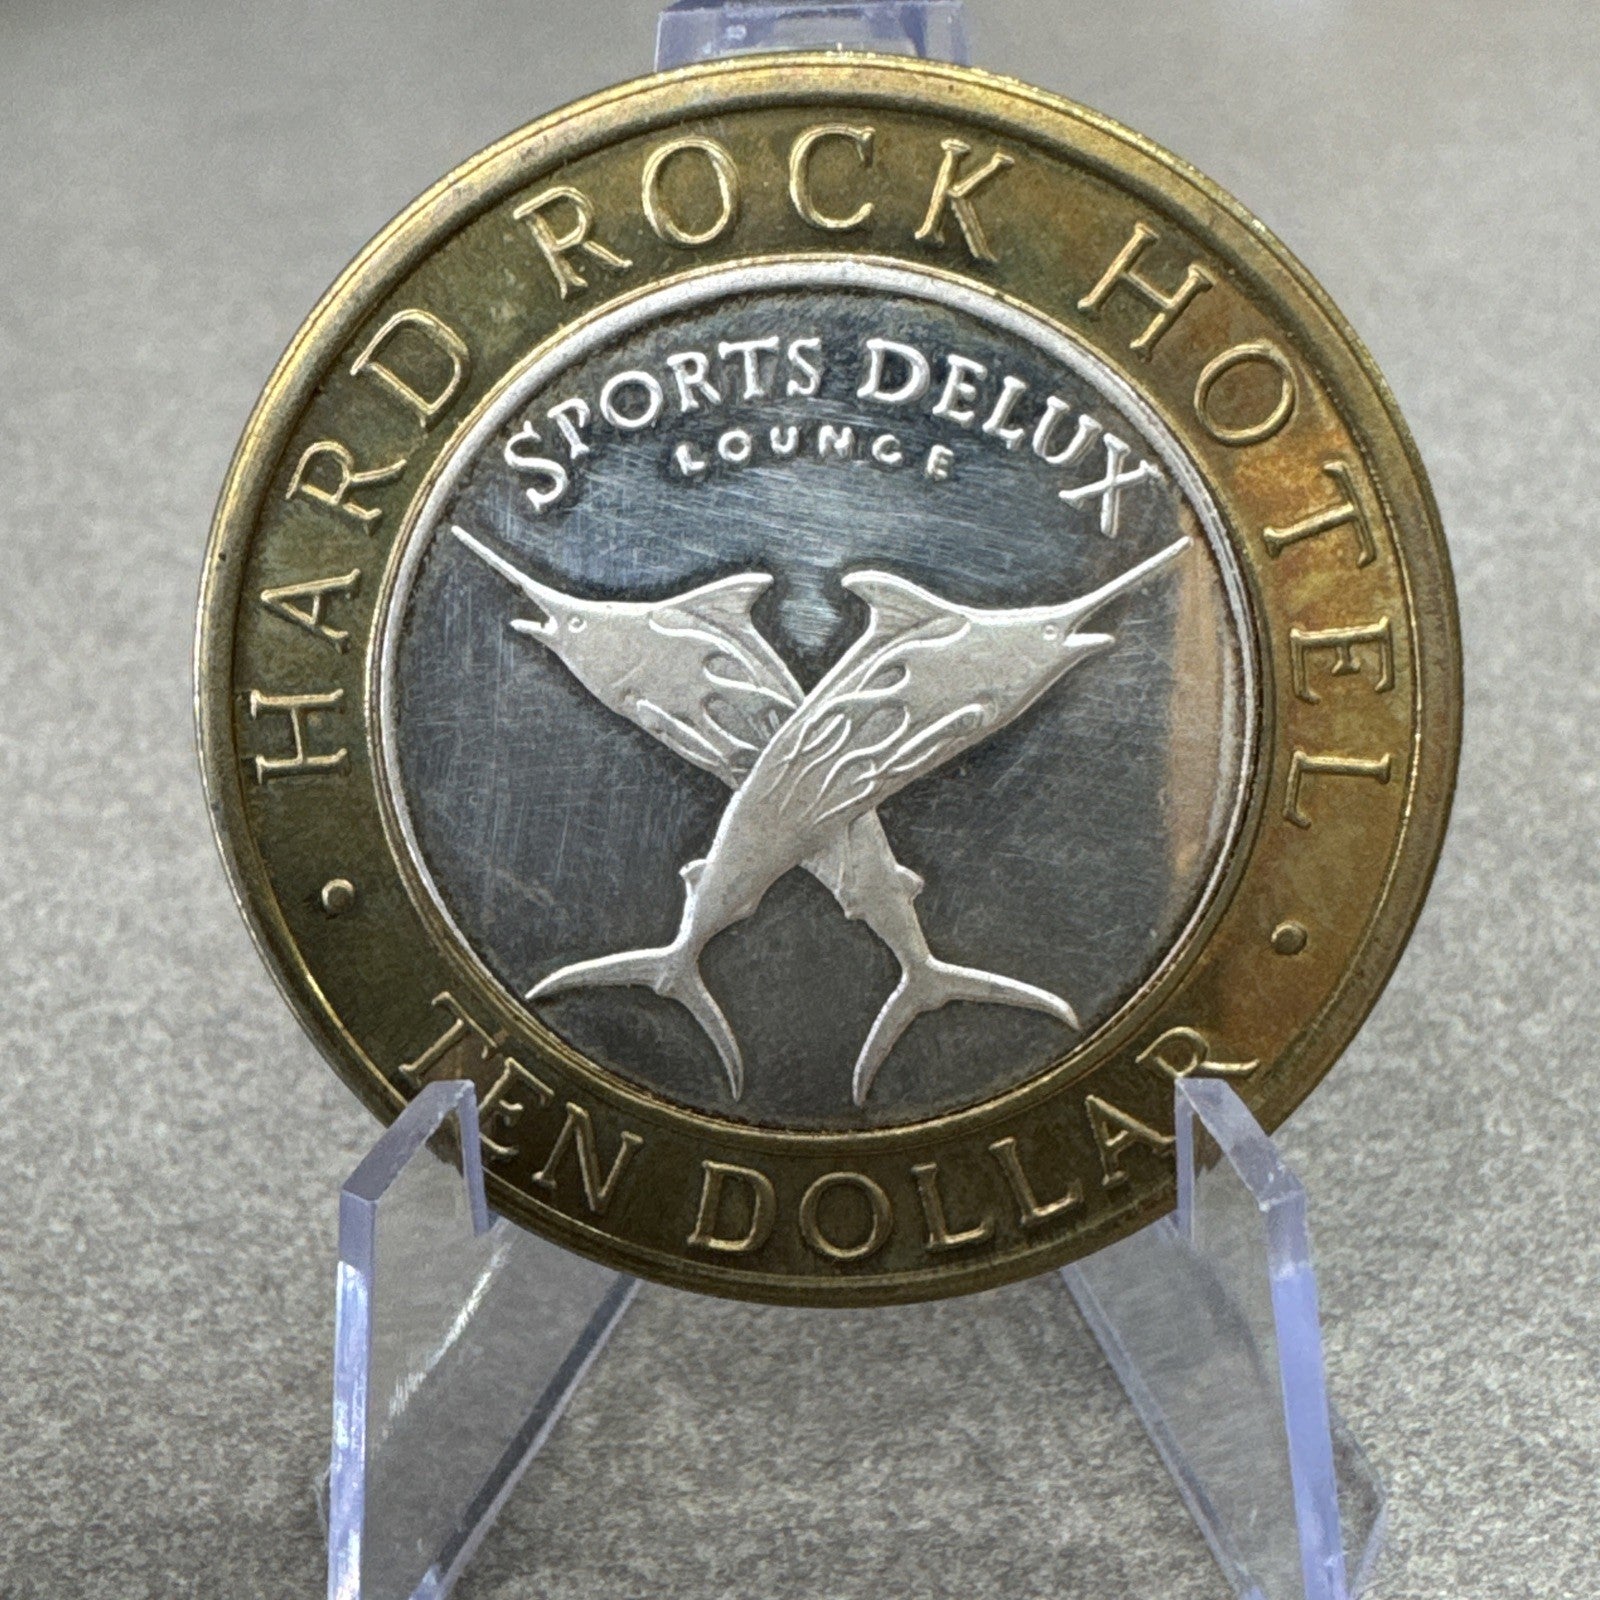 HARD ROCK HOTEL
SPORTS DELUX
LOUNGE
• TEN DOLLAR •